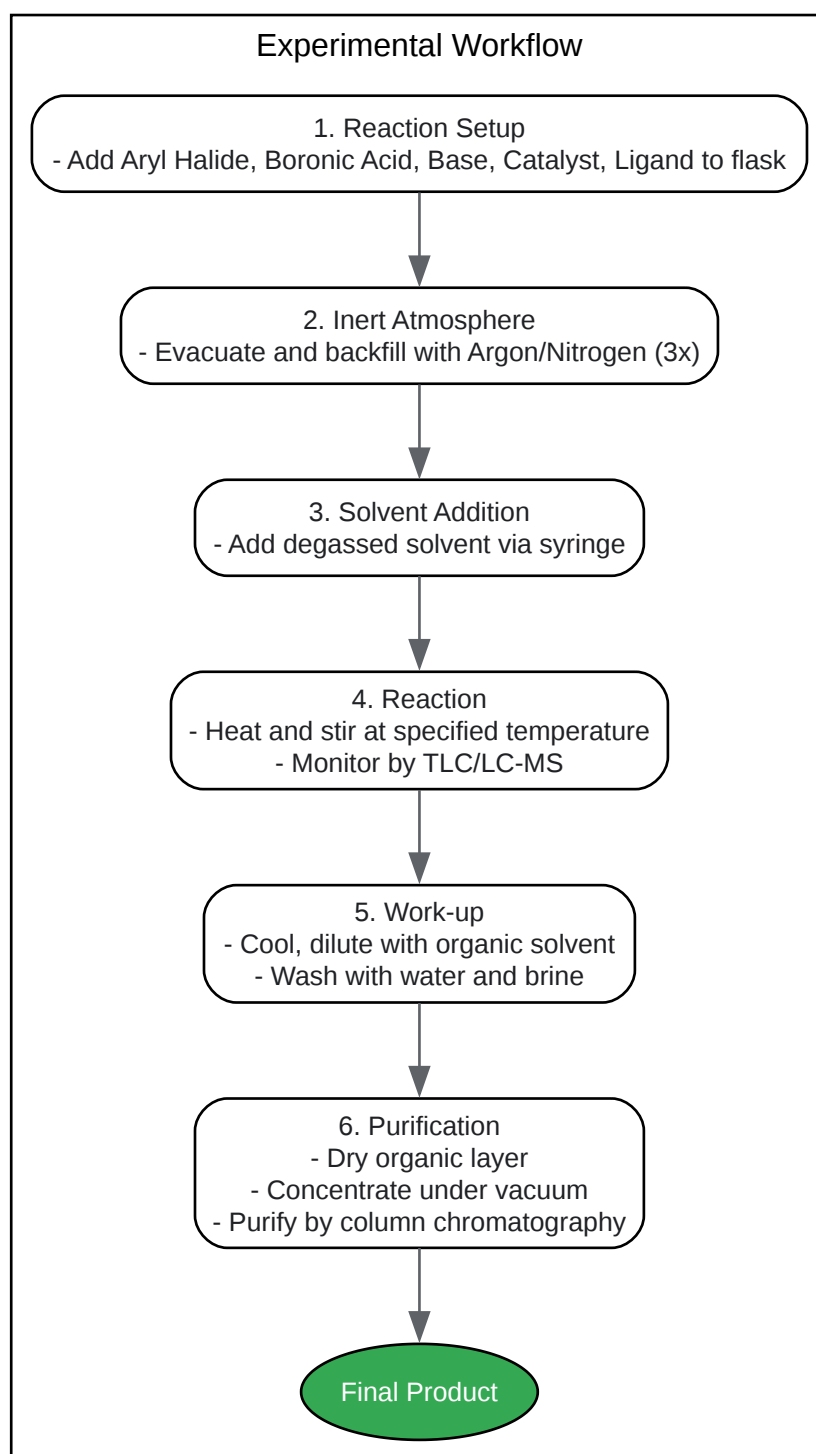 Experimental Workflow
1. Reaction Setup
- Add Aryl Halide, Boronic Acid, Base, Catalyst, Ligand to flask
2. Inert Atmosphere
- Evacuate and backfill with Argon/Nitrogen (3x)
3. Solvent Addition
- Add degassed solvent via syringe
4. Reaction
- Heat and stir at specified temperature
- Monitor by TLC/LC-MS
5. Work-up
- Cool, dilute with organic solvent
- Wash with water and brine
6. Purification
- Dry organic layer
- Concentrate under vacuum
- Purify by column chromatography
Final Product